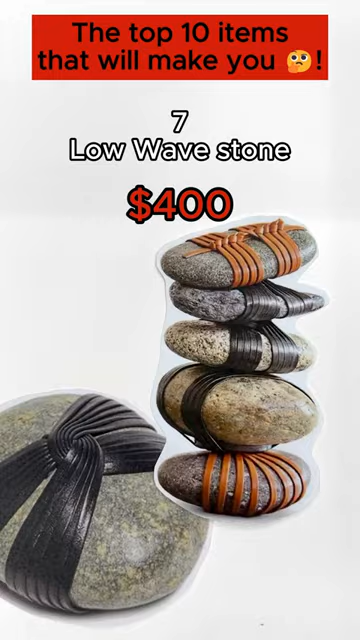 The top 10 items
that will make you 🤨!
7
Low Wave stone
$400